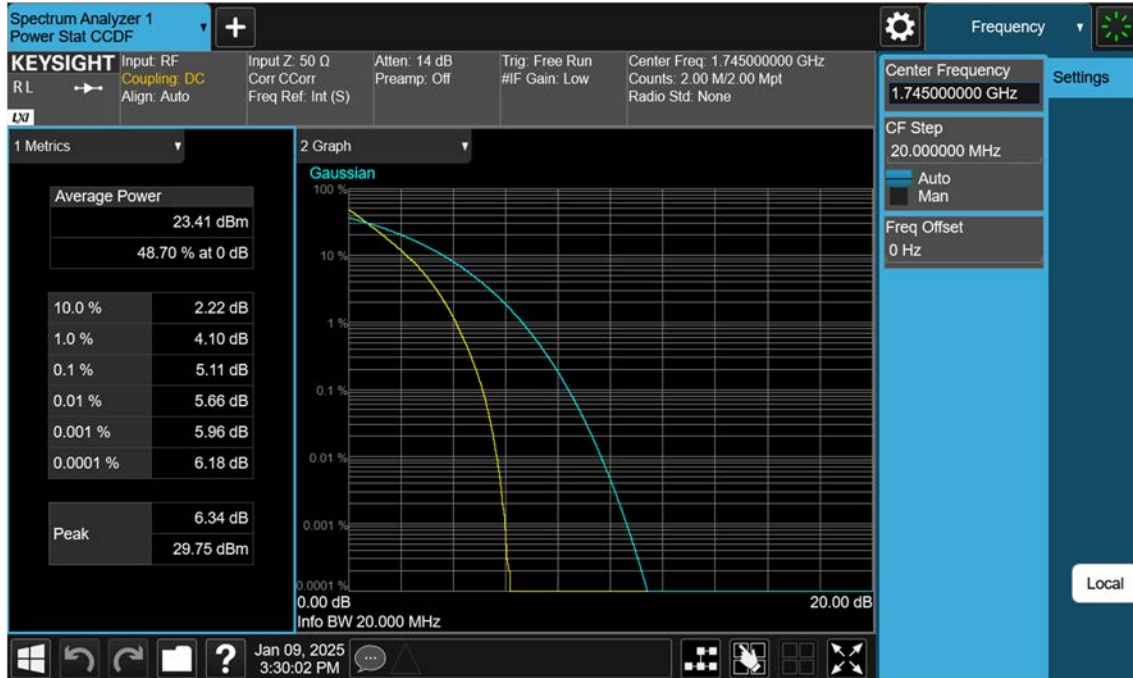 Spectrum Analyzer 1
Power Stat CCDF
Frequency
KEYSIGHT
R L
LXI
Input: RF
Coupling: DC
Align: Auto
Input Z: 50 Ω
Corr CCorr
Freq Ref: Int (S)
Atten: 14 dB
Preamp: Off
Trig: Free Run
#IF Gain: Low
Center Freq: 1.745000000 GHz
Counts: 2.00 M/2.00 Mpt
Radio Std: None
Center Frequency
1.745000000 GHz
Settings
CF Step
20.000000 MHz
Auto
Man
Freq Offset
0 Hz
Local
1 Metrics
Average Power
23.41 dBm
48.70 % at 0 dB
10.0 % 2.22 dB
1.0 % 4.10 dB
0.1 % 5.11 dB
0.01 % 5.66 dB
0.001 % 5.96 dB
0.0001 % 6.18 dB
Peak
6.34 dB
29.75 dBm
2 Graph
Gaussian
100 %
10 %
1 %
0.1 %
0.01 %
0.001 %
0.0001 %
0.00 dB 20.00 dB
Info BW 20.000 MHz
?
Jan 09, 2025
3:30:02 PM